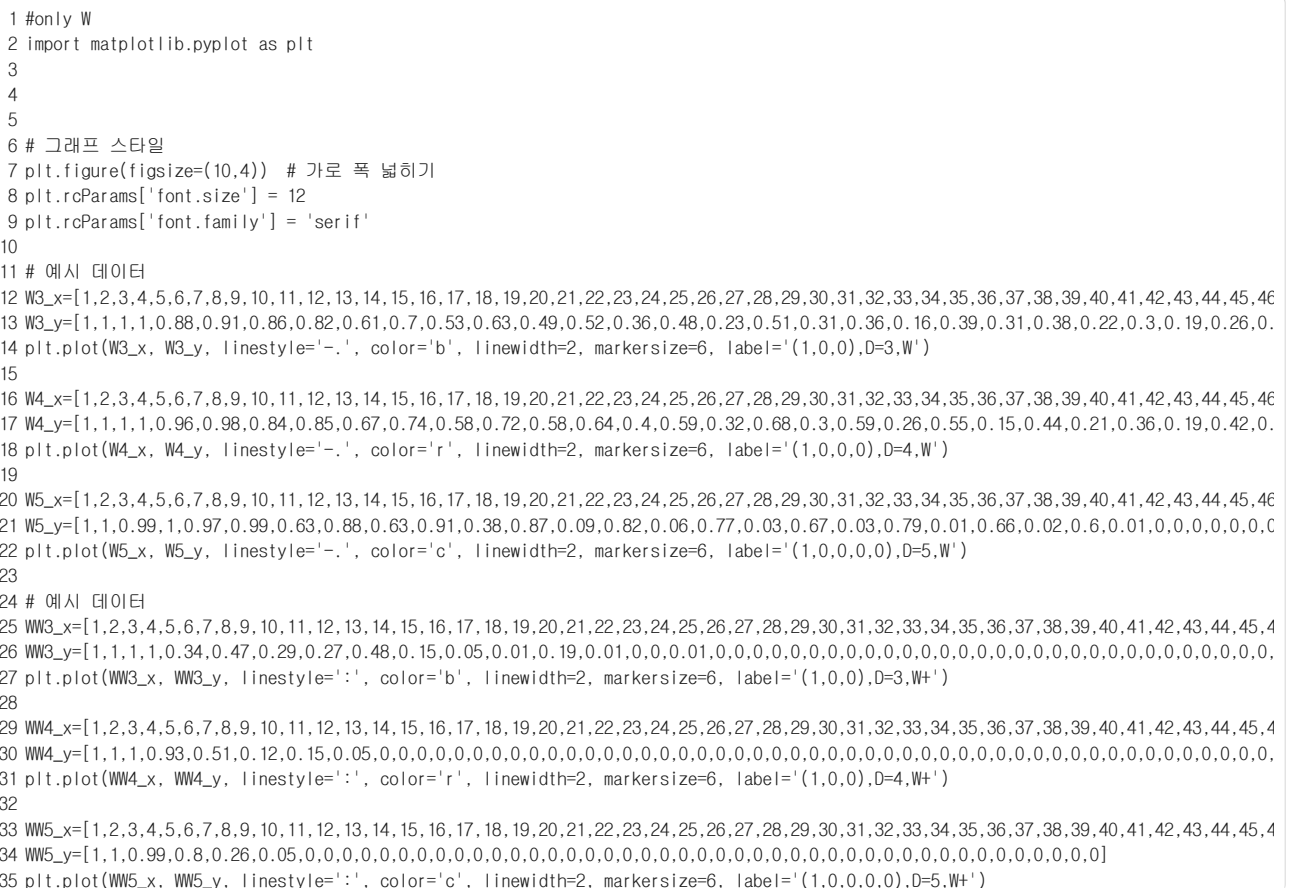 1 #only W
2 import matplotlib.pyplot as plt
3
4
5
6 # 그래프 스타일
7 plt.figure(figsize=(10,4))  # 가로 폭 넓히기
8 plt.rcParams['font.size'] = 12
9 plt.rcParams['font.family'] = 'serif'
10
11 # 예시 데이터
12 W3_x=[1,2,3,4,5,6,7,8,9,10,11,12,13,14,15,16,17,18,19,20,21,22,23,24,25,26,27,28,29,30,31,32,33,34,35,36,37,38,39,40,41,42,43,44,45,46
13 W3_y=[1,1,1,1,0.88,0.91,0.86,0.82,0.61,0.7,0.53,0.63,0.49,0.52,0.36,0.48,0.23,0.51,0.31,0.36,0.16,0.39,0.31,0.38,0.22,0.3,0.19,0.26,0.
14 plt.plot(W3_x, W3_y, linestyle='-.', color='b', linewidth=2, markersize=6, label='(1,0,0),D=3,W')
15
16 W4_x=[1,2,3,4,5,6,7,8,9,10,11,12,13,14,15,16,17,18,19,20,21,22,23,24,25,26,27,28,29,30,31,32,33,34,35,36,37,38,39,40,41,42,43,44,45,46
17 W4_y=[1,1,1,1,0.96,0.98,0.84,0.85,0.67,0.74,0.58,0.72,0.58,0.64,0.4,0.59,0.32,0.68,0.3,0.59,0.26,0.55,0.15,0.44,0.21,0.36,0.19,0.42,0.
18 plt.plot(W4_x, W4_y, linestyle='-.', color='r', linewidth=2, markersize=6, label='(1,0,0,0),D=4,W')
19
20 W5_x=[1,2,3,4,5,6,7,8,9,10,11,12,13,14,15,16,17,18,19,20,21,22,23,24,25,26,27,28,29,30,31,32,33,34,35,36,37,38,39,40,41,42,43,44,45,46
21 W5_y=[1,1,0.99,1,0.97,0.99,0.63,0.88,0.63,0.91,0.38,0.87,0.09,0.82,0.06,0.77,0.03,0.67,0.03,0.79,0.01,0.66,0.02,0.6,0.01,0,0,0,0,0,0,0
22 plt.plot(W5_x, W5_y, linestyle='-.', color='c', linewidth=2, markersize=6, label='(1,0,0,0,0),D=5,W')
23
24 # 예시 데이터
25 WW3_x=[1,2,3,4,5,6,7,8,9,10,11,12,13,14,15,16,17,18,19,20,21,22,23,24,25,26,27,28,29,30,31,32,33,34,35,36,37,38,39,40,41,42,43,44,45,4
26 WW3_y=[1,1,1,1,0.34,0.47,0.29,0.27,0.48,0.15,0.05,0.01,0.19,0.01,0,0,0.01,0,0,0,0,0,0,0,0,0,0,0,0,0,0,0,0,0,0,0,0,0,0,0,0,0,0,
27 plt.plot(WW3_x, WW3_y, linestyle=':', color='b', linewidth=2, markersize=6, label='(1,0,0),D=3,W+')
28
29 WW4_x=[1,2,3,4,5,6,7,8,9,10,11,12,13,14,15,16,17,18,19,20,21,22,23,24,25,26,27,28,29,30,31,32,33,34,35,36,37,38,39,40,41,42,43,44,45,4
30 WW4_y=[1,1,1,0.93,0.51,0.12,0.15,0.05,0,0,0,0,0,0,0,0,0,0,0,0,0,0,0,0,0,0,0,0,0,0,0,0,0,0,0,0,0,0,0,0,0,0,0,0,0,0,0,0,0,
31 plt.plot(WW4_x, WW4_y, linestyle=':', color='r', linewidth=2, markersize=6, label='(1,0,0),D=4,W+')
32
33 WW5_x=[1,2,3,4,5,6,7,8,9,10,11,12,13,14,15,16,17,18,19,20,21,22,23,24,25,26,27,28,29,30,31,32,33,34,35,36,37,38,39,40,41,42,43,44,45,4
34 WW5_y=[1,1,0.99,0.8,0.26,0.05,0,0,0,0,0,0,0,0,0,0,0,0,0,0,0,0,0,0,0,0,0,0,0,0,0,0,0,0,0,0,0,0,0,0,0,0,0,0,0,0,0,0,0,0]
35 plt.plot(WW5_x, WW5_y, linestyle=':', color='c', linewidth=2, markersize=6, label='(1,0,0,0,0),D=5,W+')